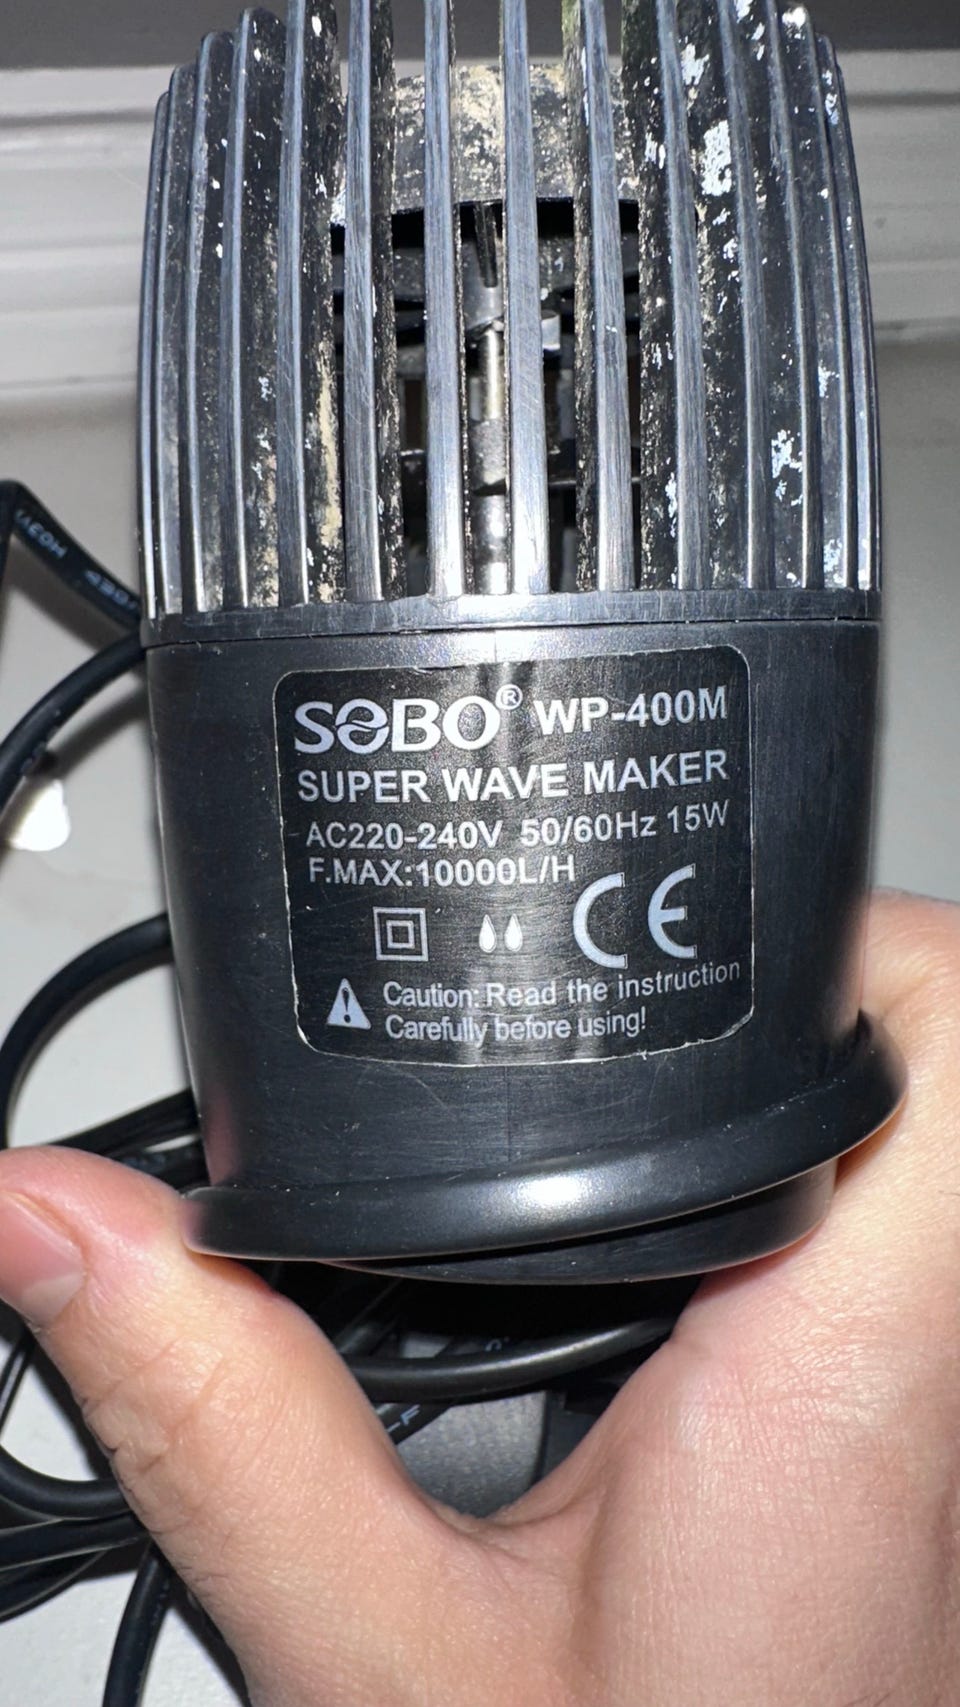 SOBO® WP-400M
SUPER WAVE MAKER
AC220-240V 50/60Hz 15W
F.MAX:10000L/H
CE
Caution: Read the instruction
Carefully before using!